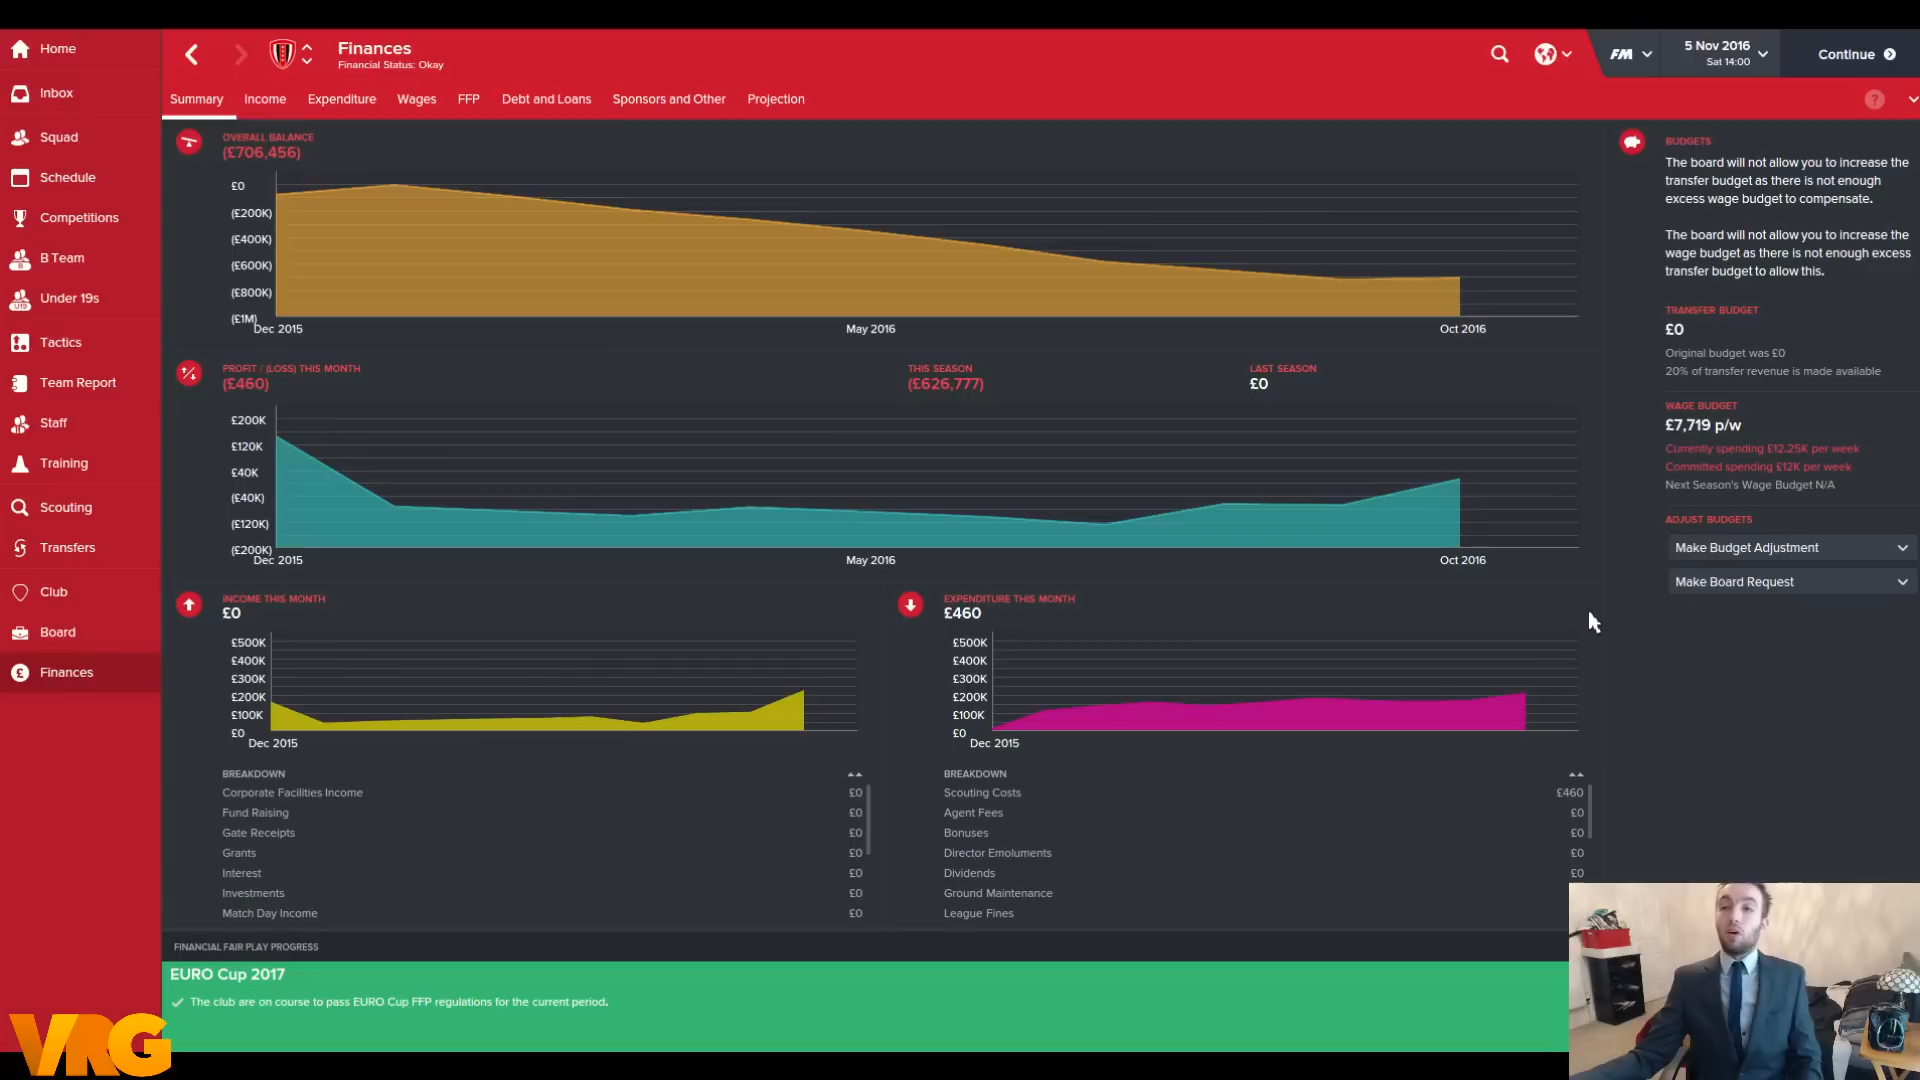 Home
Inbox
Squad
Schedule
Competitions
B Team
Under 19s
Tactics
Team Report
Staff
Training
Scouting
Transfers
Club
Board
Finances
Finances
Financial Status: Okay
FM
5 Nov 2016
Sat 14:00
Continue
Summary Income Expenditure Wages FFP Debt and Loans Sponsors and Other Projection
?
OVERALL BALANCE
(£706,456)
£0
(£200K)
(£400K)
(£600K)
(£800K)
(£1M)
Dec 2015 May 2016 Oct 2016
PROFIT / (LOSS) THIS MONTH
(£460)
THIS SEASON
(£626,777)
LAST SEASON
£0
£200K
£120K
£40K
(£40K)
(£120K)
(£200K)
Dec 2015 May 2016 Oct 2016
INCOME THIS MONTH
£0
£500K
£400K
£300K
£200K
£100K
£0
Dec 2015
BREAKDOWN
Corporate Facilities Income £0
Fund Raising £0
Gate Receipts £0
Grants £0
Interest £0
Investments £0
Match Day Income £0
EXPENDITURE THIS MONTH
£460
£500K
£400K
£300K
£200K
£100K
£0
Dec 2015
BREAKDOWN
Scouting Costs £460
Agent Fees £0
Bonuses £0
Director Emoluments £0
Dividends £0
Ground Maintenance
League Fines
BUDGETS
The board will not allow you to increase the
transfer budget as there is not enough
excess wage budget to compensate.
The board will not allow you to increase the
wage budget as there is not enough excess
transfer budget to allow this.
TRANSFER BUDGET
£0
Original budget was £0
20% of transfer revenue is made available
WAGE BUDGET
£7,719 p/w
Currently spending £12.25K per week
Committed spending £12K per week
Next Season's Wage Budget N/A
ADJUST BUDGETS
Make Budget Adjustment
Make Board Request
FINANCIAL FAIR PLAY PROGRESS
EURO Cup 2017
The club are on course to pass EURO Cup FFP regulations for the current period.
VRG